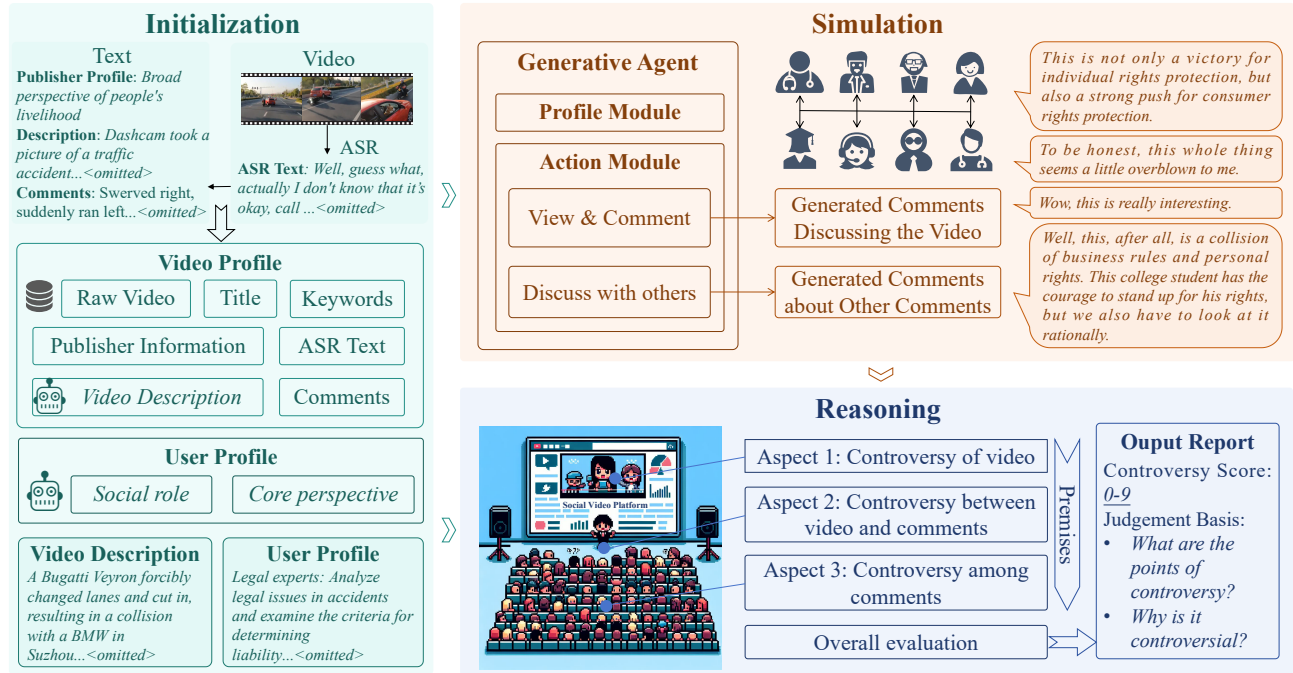 Initialization
Text
Publisher Profile: Broad
perspective of people's
livelihood
Description: Dashcam took a
picture of a traffic
accident...<omitted>
Comments: Swerved right,
suddenly ran left...<omitted>
Video
ASR
ASR Text: Well, guess what,
actually I don't know that it's
okay, call ...<omitted>
Video Profile
Raw Video
Title
Keywords
Publisher Information
ASR Text
Video Description
Comments
User Profile
Social role
Core perspective
Video Description
A Bugatti Veyron forcibly
changed lanes and cut in,
resulting in a collision
with a BMW in
Suzhou...<omitted>
User Profile
Legal experts: Analyze
legal issues in accidents
and examine the criteria for
determining
liability...<omitted>
Simulation
Generative Agent
Profile Module
Action Module
View & Comment
Discuss with others
Generated Comments
Discussing the Video
Generated Comments
about Other Comments
This is not only a victory for
individual rights protection, but
also a strong push for consumer
rights protection.
To be honest, this whole thing
seems a little overblown to me.
Wow, this is really interesting.
Well, this, after all, is a collision
of business rules and personal
rights. This college student has the
courage to stand up for his rights,
but we also have to look at it
rationally.
Reasoning
Social Video Platform
Aspect 1: Controversy of video
Aspect 2: Controversy between
video and comments
Aspect 3: Controversy among
comments
Overall evaluation
Premises
Ouput Report
Controversy Score:
0-9
Judgement Basis:
• What are the
points of
controversy?
• Why is it
controversial?